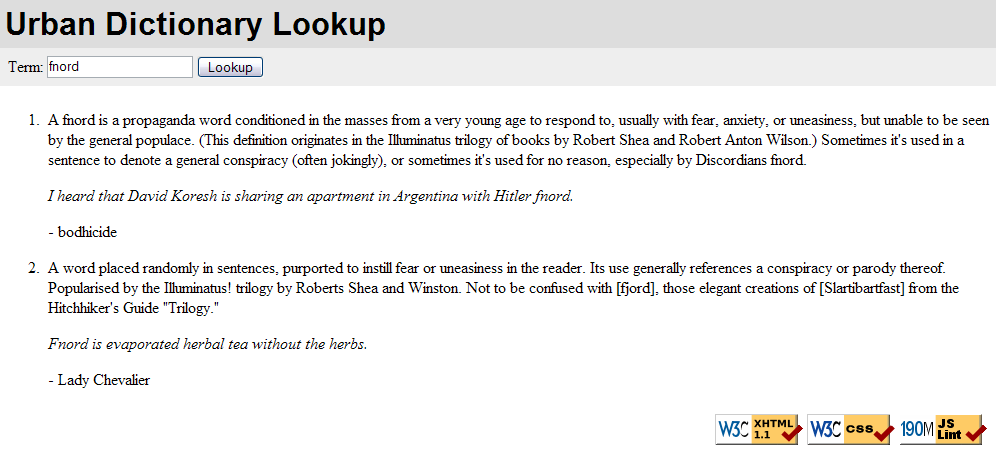 Urban Dictionary Lookup
Term: fnord Lookup
1. A fnord is a propaganda word conditioned in the masses from a very young age to respond to, usually with fear, anxiety, or uneasiness, but unable to be seen
by the general populace. (This definition originates in the Illuminatus trilogy of books by Robert Shea and Robert Anton Wilson.) Sometimes it's used in a
sentence to denote a general conspiracy (often jokingly), or sometimes it's used for no reason, especially by Discordians fnord.
I heard that David Koresh is sharing an apartment in Argentina with Hitler fnord.
- bodhicide
2. A word placed randomly in sentences, purported to instill fear or uneasiness in the reader. Its use generally references a conspiracy or parody thereof.
Popularised by the Illuminatus! trilogy by Roberts Shea and Winston. Not to be confused with [fjord], those elegant creations of [Slartibartfast] from the
Hitchhiker's Guide "Trilogy."
Fnord is evaporated herbal tea without the herbs.
- Lady Chevalier
W3C XHTML 1.1 W3C css 190M JS Lint